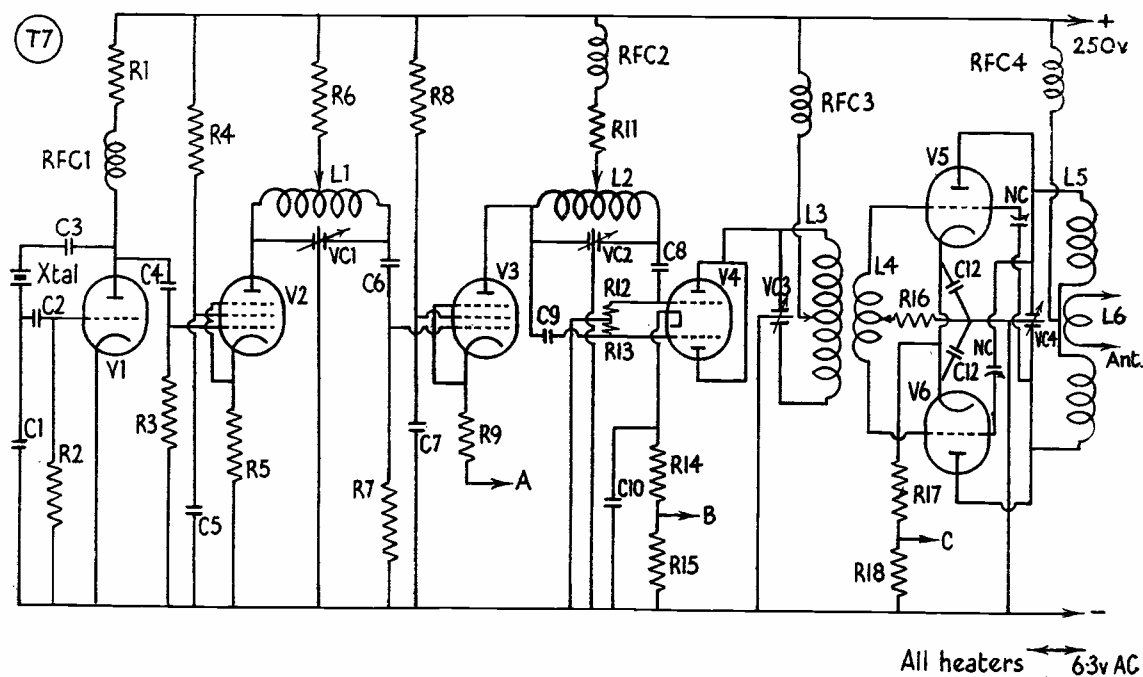 T7
R1
RFC1
C3
Xtal
C2
C4
V1
C1
R2
R3
R4
C5
V2
R5
R6
L1
VC1
C6
R7
R8
C7
V3
R9
A
RFC2
R11
L2
VC2
C8
C9
R12
R13
V4
C10
R14
B
R15
RFC3
L3
VC3
L4
R16
V5
C12
C12
V6
NC
NC
R17
C
R18
RFC4
L5
VC4
L6
Ant.
+
250v
-
All heaters 6·3v AC